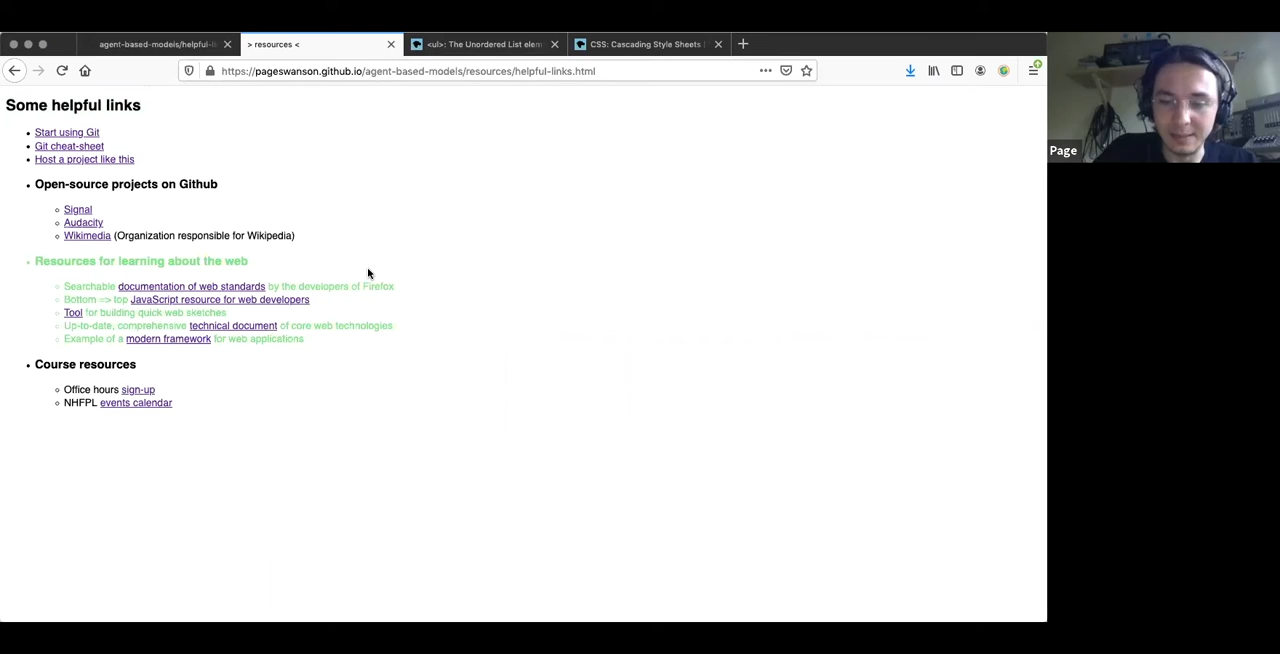 agent-based-models/helpful-li
> resources <
<ul>: The Unordered List elem
CSS: Cascading Style Sheets |
https://pageswanson.github.io/agent-based-models/resources/helpful-links.html
Page
Some helpful links
Start using Git
Git cheat-sheet
Host a project like this
Open-source projects on Github
Signal
Audacity
Wikimedia (Organization responsible for Wikipedia)
Resources for learning about the web
Searchable documentation of web standards by the developers of Firefox
Bottom => top JavaScript resource for web developers
Tool for building quick web sketches
Up-to-date, comprehensive technical document of core web technologies
Example of a modern framework for web applications
Course resources
Office hours sign-up
NHFPL events calendar